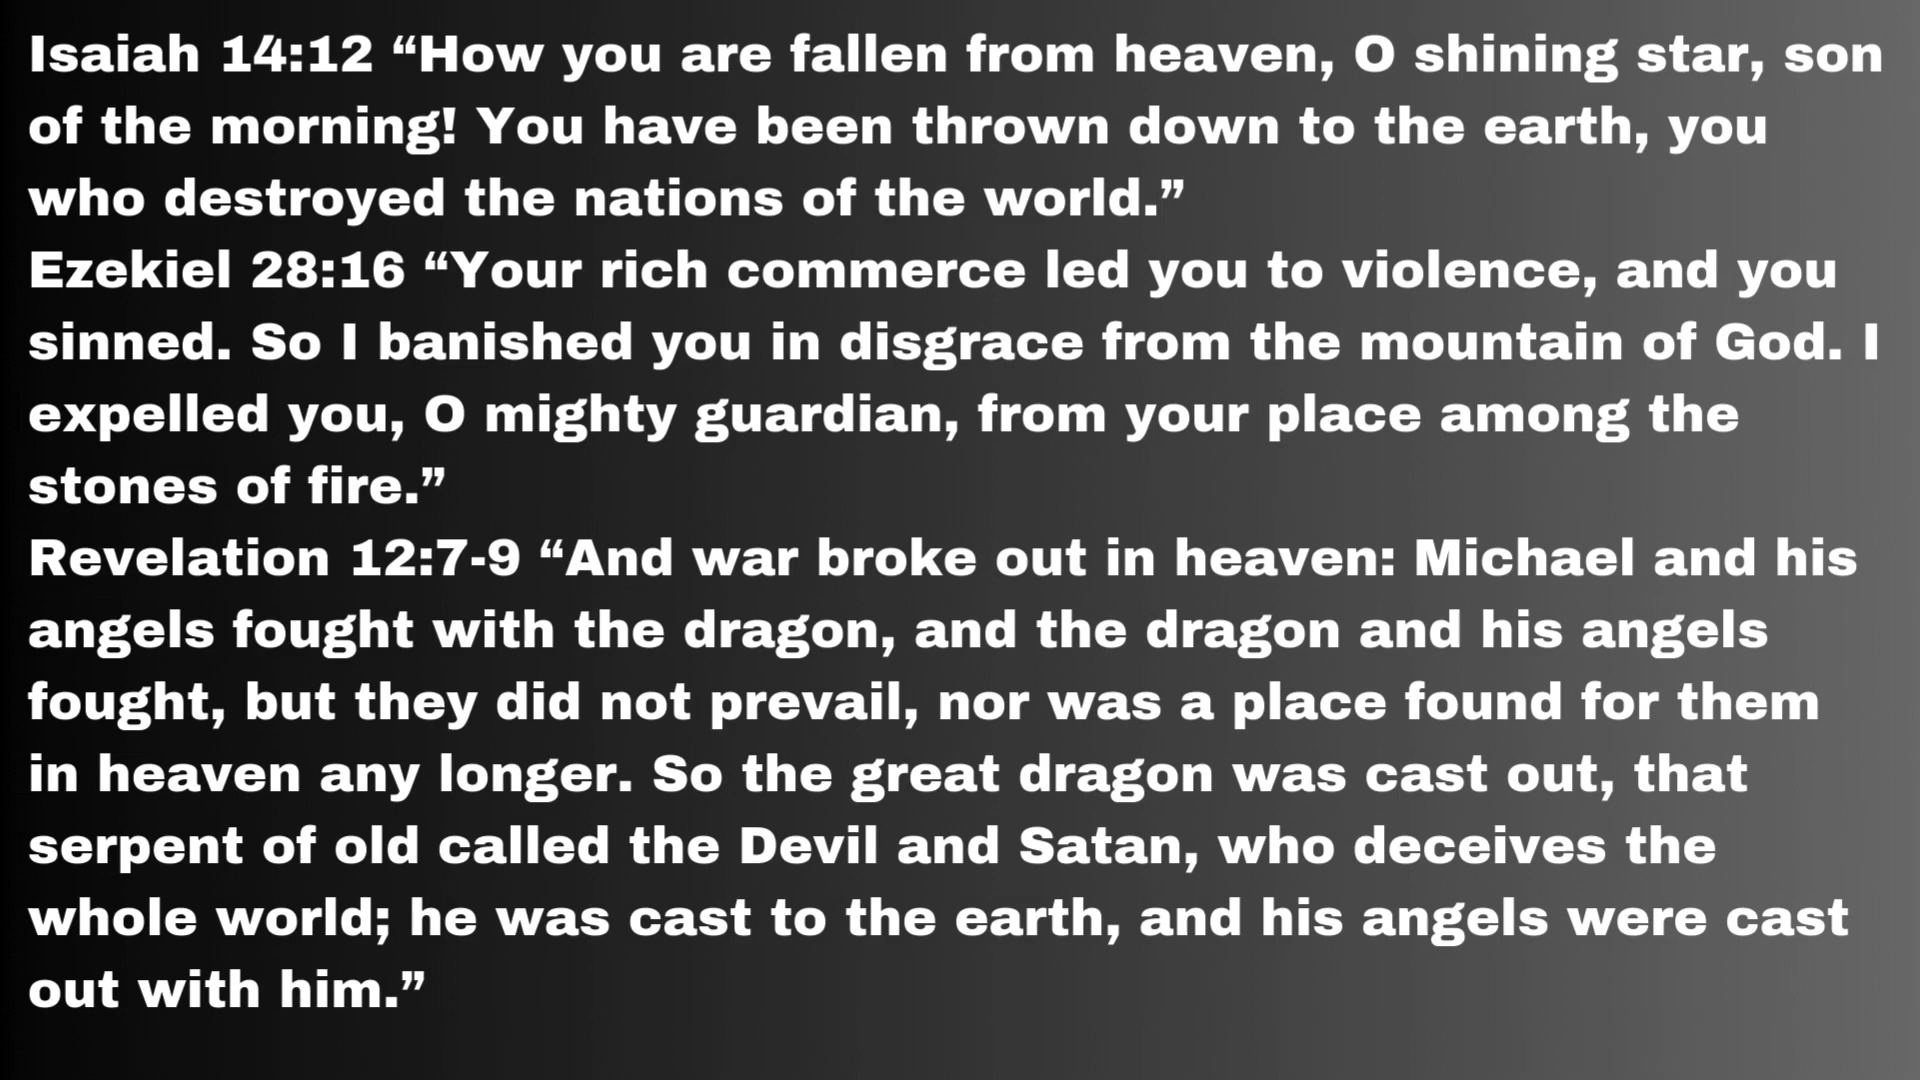 Isaiah 14:12 “How you are fallen from heaven, O shining star, son
of the morning! You have been thrown down to the earth, you
who destroyed the nations of the world.”
Ezekiel 28:16 “Your rich commerce led you to violence, and you
sinned. So I banished you in disgrace from the mountain of God. I
expelled you, O mighty guardian, from your place among the
stones of fire.”
Revelation 12:7-9 “And war broke out in heaven: Michael and his
angels fought with the dragon, and the dragon and his angels
fought, but they did not prevail, nor was a place found for them
in heaven any longer. So the great dragon was cast out, that
serpent of old called the Devil and Satan, who deceives the
whole world; he was cast to the earth, and his angels were cast
out with him.”